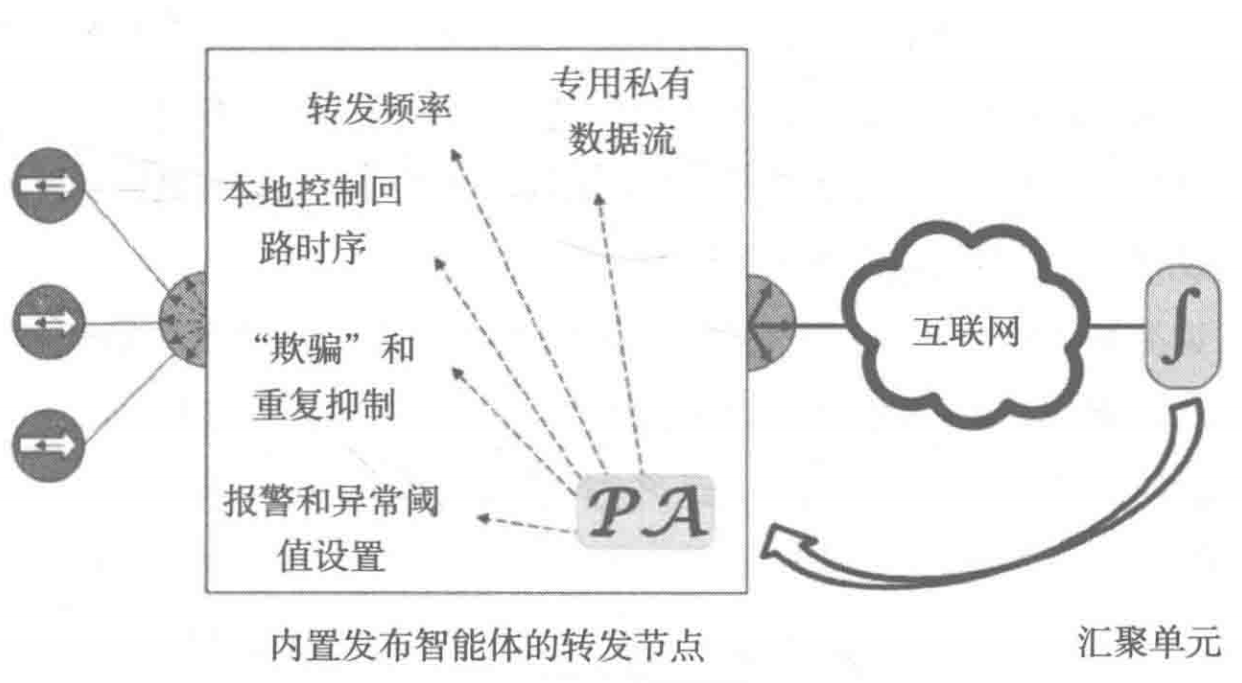 转发频率
专用私有
数据流
本地控制回
路时序
“欺骗”和
重复抑制
报警和异常阈
值设置
PA
互联网
∫
内置发布智能体的转发节点
汇聚单元